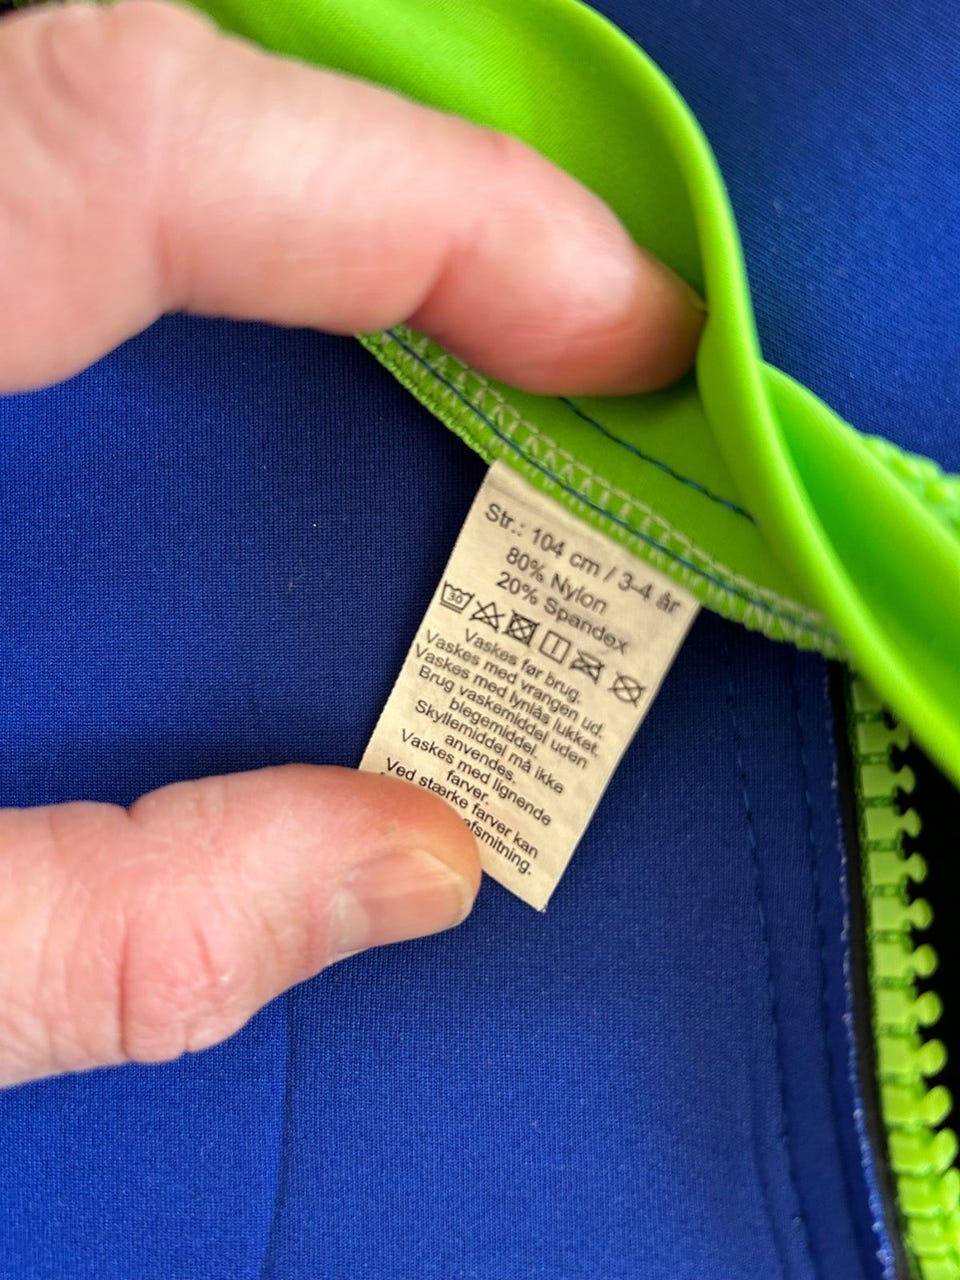 Str.: 104 cm / 3-4 år
80% Nylon
20% Spandex
30
Vaskes før brug.
Vaskes med vrangen ud.
Vaskes med lynlås lukket.
Brug vaskemiddel uden
blegemiddel.
Skyllemiddel må ikke
anvendes.
Vaskes med lignende
farver.
Ved stærke farver kan
afsmitning.